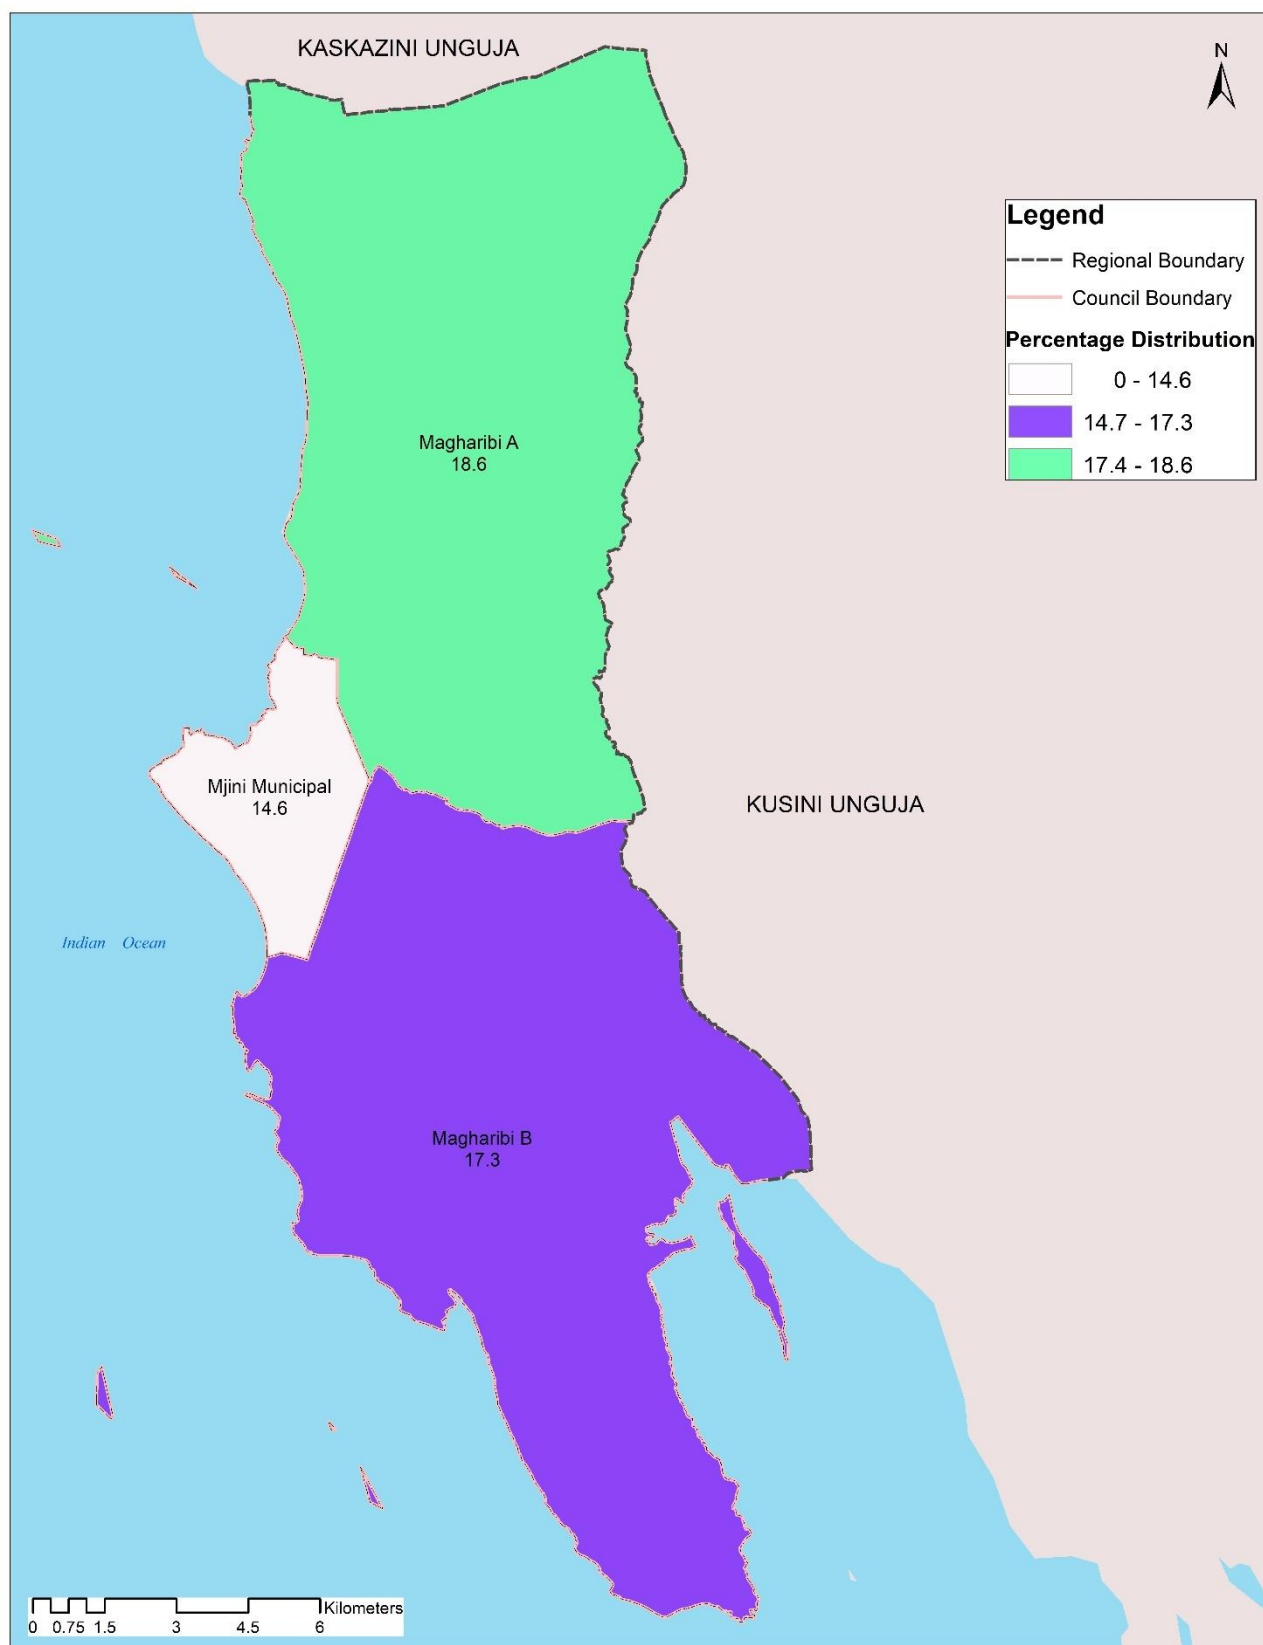 KASKAZINI UNGUJA
N
Legend
Regional Boundary
Council Boundary
Percentage Distribution
0 - 14.6
14.7 - 17.3
17.4 - 18.6
Magharibi A
18.6
Mjini Municipal
14.6
KUSINI UNGUJA
Indian Ocean
Magharibi B
17.3
Kilometers
0 0.75 1.5 3 4.5 6